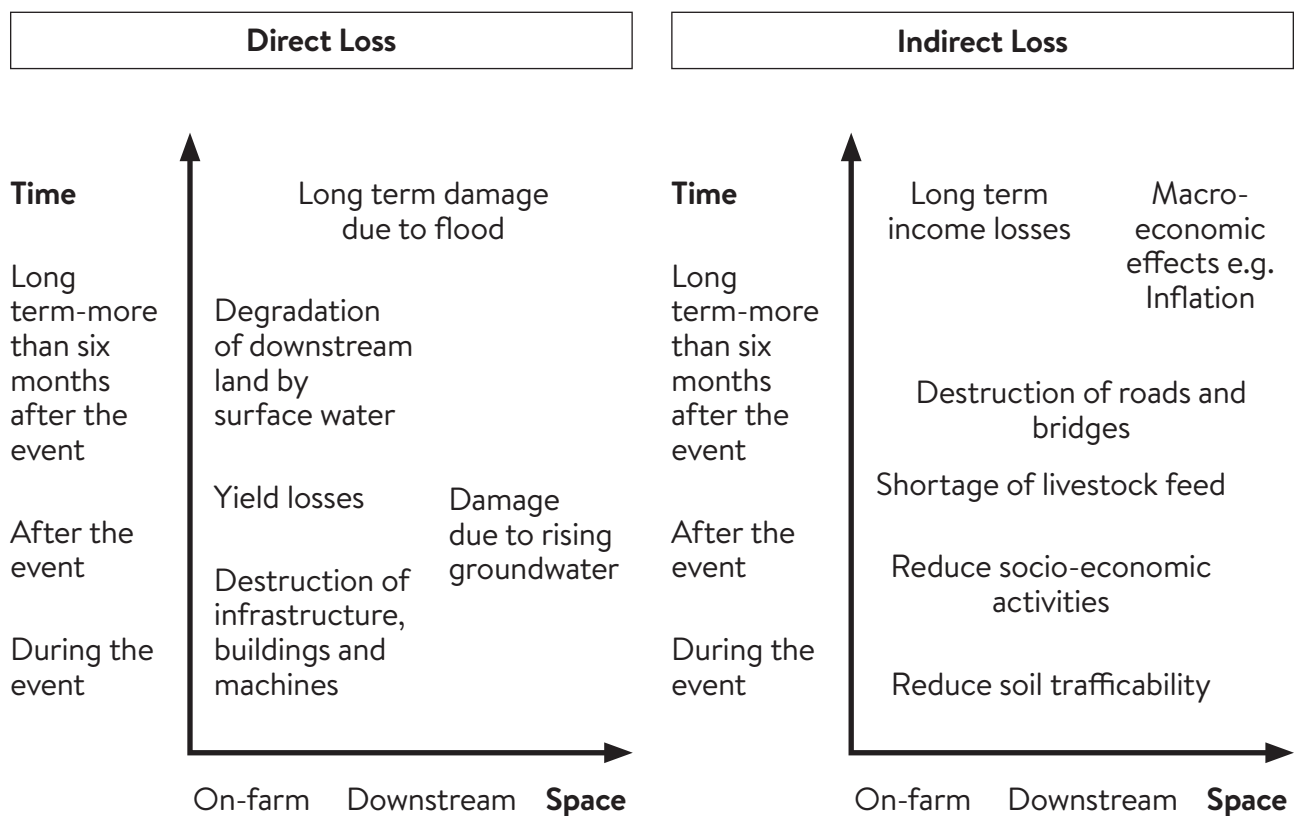 Direct Loss
Time
Long
term-more
than six
months
after the
event
After the
event
During the
event
Long term damage
due to flood
Degradation
of downstream
land by
surface water
Yield losses
Damage
due to rising
groundwater
Destruction of
infrastructure,
buildings and
machines
On-farm Downstream Space
Indirect Loss
Time
Long
term-more
than six
months
after the
event
After the
event
During the
event
Long term
income losses
Macro-
economic
effects e.g.
Inflation
Destruction of roads and
bridges
Shortage of livestock feed
Reduce socio-economic
activities
Reduce soil trafficability
On-farm Downstream Space